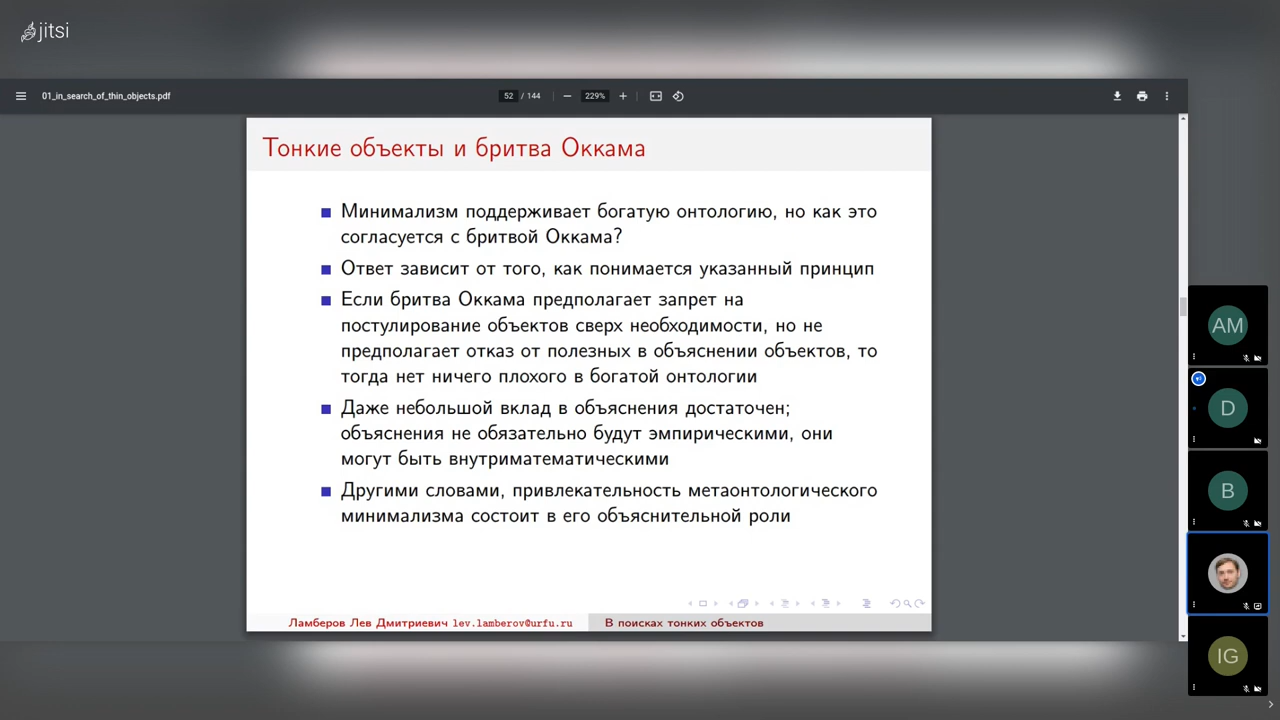 jitsi
01_in_search_of_thin_objects.pdf
52 / 144
229%
Тонкие объекты и бритва Оккама
Минимализм поддерживает богатую онтологию, но как это
согласуется с бритвой Оккама?
Ответ зависит от того, как понимается указанный принцип
Если бритва Оккама предполагает запрет на
постулирование объектов сверх необходимости, но не
предполагает отказ от полезных в объяснении объектов, то
тогда нет ничего плохого в богатой онтологии
Даже небольшой вклад в объяснения достаточен;
объяснения не обязательно будут эмпирическими, они
могут быть внутриматематическими
Другими словами, привлекательность метаонтологического
минимализма состоит в его объяснительной роли
Ламберов Лев Дмитриевич lev.lamberov@urfu.ru
В поисках тонких объектов
AM
D
B
IG